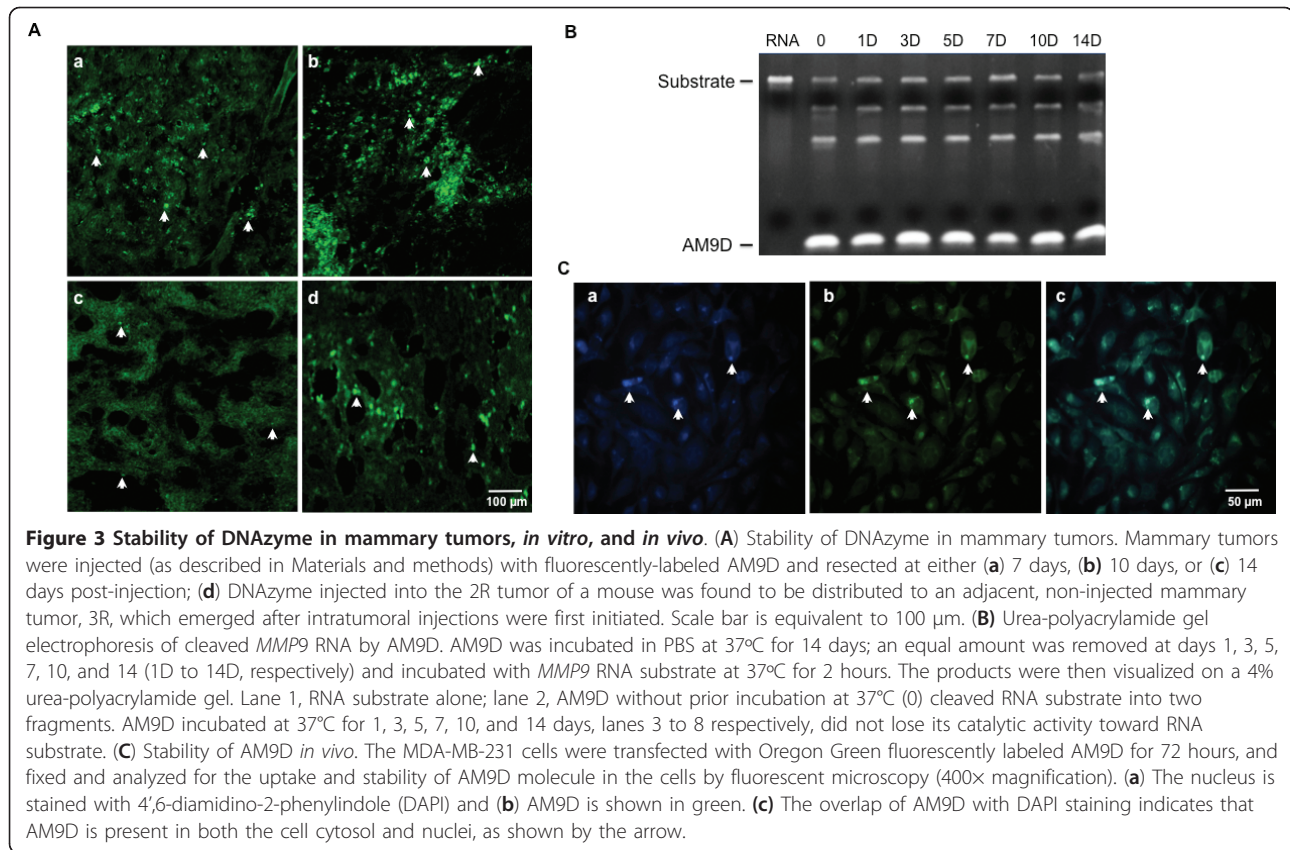 A
a
b
c
d
100 µm
B
RNA 0 1D 3D 5D 7D 10D 14D
Substrate
AM9D
C
a
b
c
50 µm
Figure 3 Stability of DNAzyme in mammary tumors, in vitro, and in vivo. (A) Stability of DNAzyme in mammary tumors. Mammary tumors
were injected (as described in Materials and methods) with fluorescently-labeled AM9D and resected at either (a) 7 days, (b) 10 days, or (c) 14
days post-injection; (d) DNAzyme injected into the 2R tumor of a mouse was found to be distributed to an adjacent, non-injected mammary
tumor, 3R, which emerged after intratumoral injections were first initiated. Scale bar is equivalent to 100 µm. (B) Urea-polyacrylamide gel
electrophoresis of cleaved MMP9 RNA by AM9D. AM9D was incubated in PBS at 37ºC for 14 days; an equal amount was removed at days 1, 3, 5,
7, 10, and 14 (1D to 14D, respectively) and incubated with MMP9 RNA substrate at 37ºC for 2 hours. The products were then visualized on a 4%
urea-polyacrylamide gel. Lane 1, RNA substrate alone; lane 2, AM9D without prior incubation at 37°C (0) cleaved RNA substrate into two
fragments. AM9D incubated at 37°C for 1, 3, 5, 7, 10, and 14 days, lanes 3 to 8 respectively, did not lose its catalytic activity toward RNA
substrate. (C) Stability of AM9D in vivo. The MDA-MB-231 cells were transfected with Oregon Green fluorescently labeled AM9D for 72 hours, and
fixed and analyzed for the uptake and stability of AM9D molecule in the cells by fluorescent microscopy (400× magnification). (a) The nucleus is
stained with 4′,6-diamidino-2-phenylindole (DAPI) and (b) AM9D is shown in green. (c) The overlap of AM9D with DAPI staining indicates that
AM9D is present in both the cell cytosol and nuclei, as shown by the arrow.